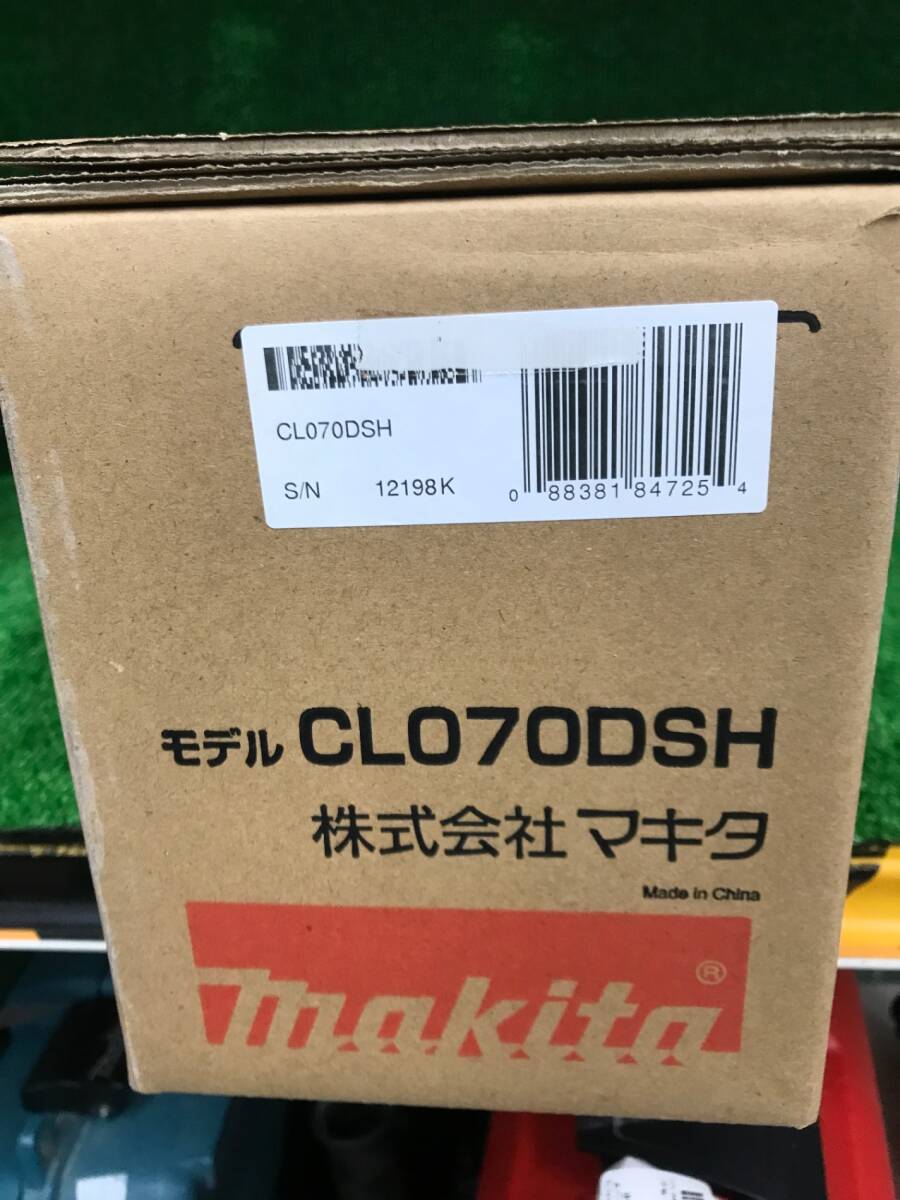 CL070DSH
S/N 12198K
0 88381 84725 4
モデル CL070DSH
株式会社マキタ
Made in China
makita ®